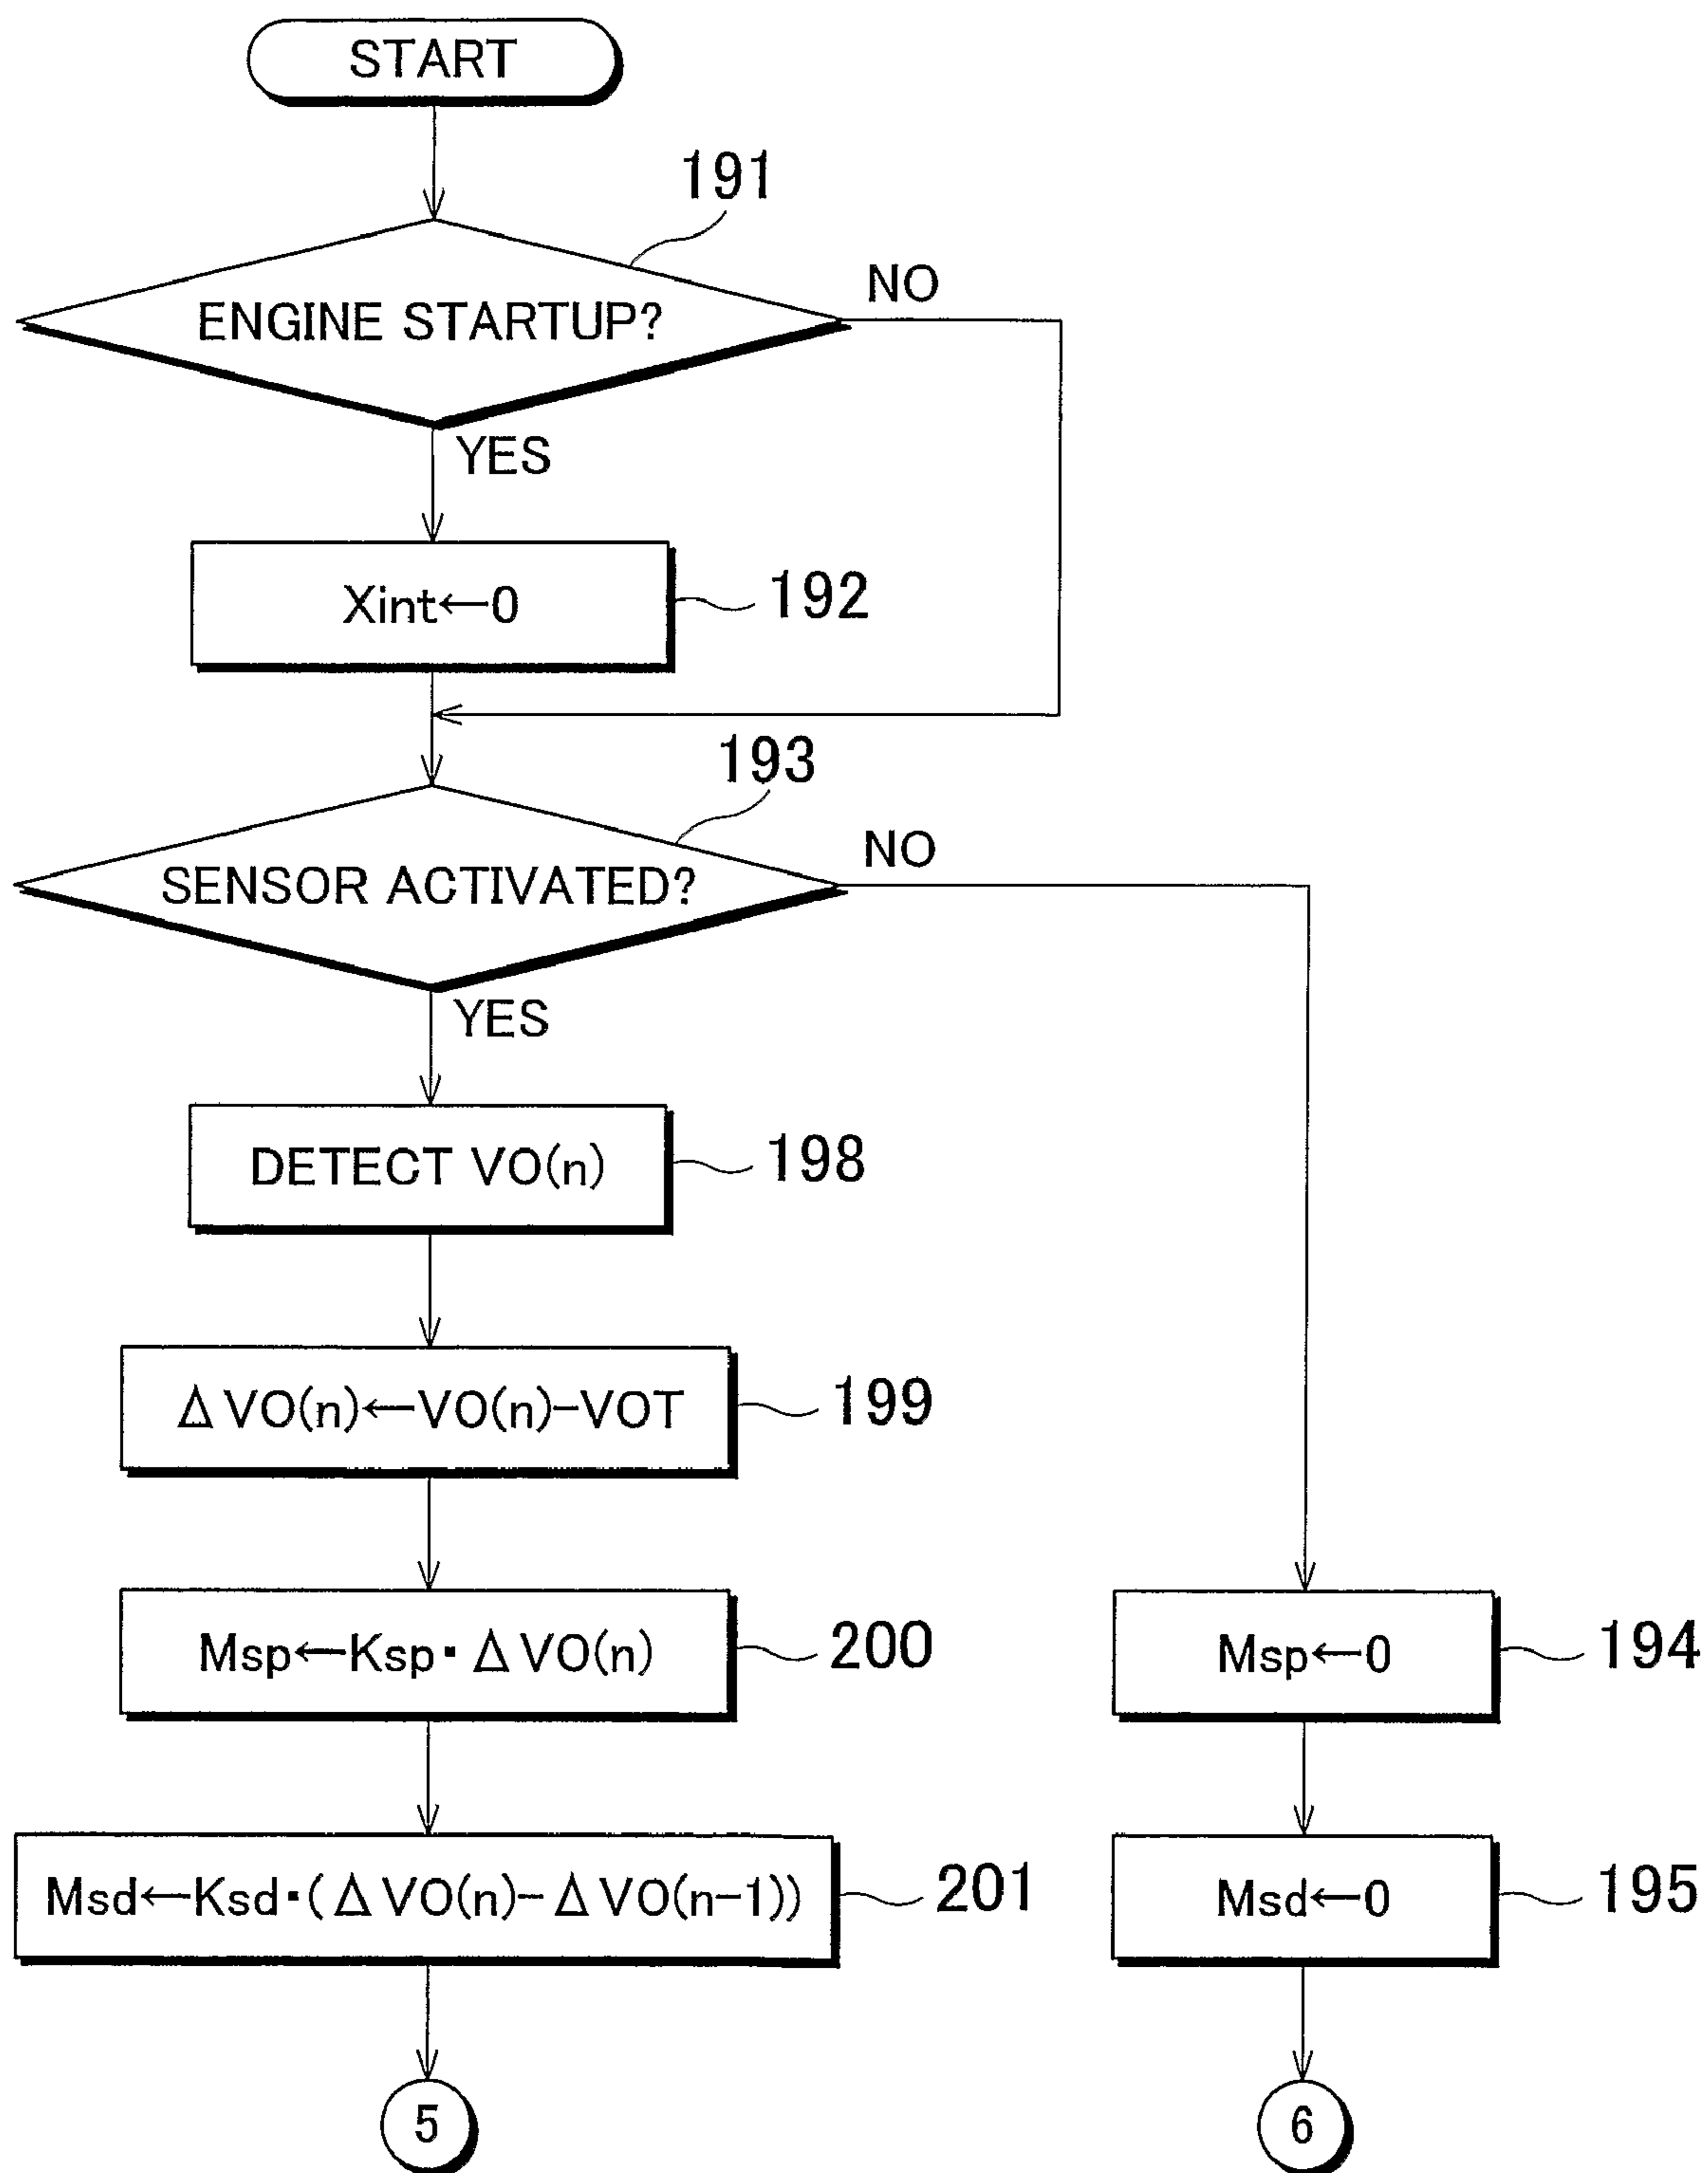 START
191
ENGINE STARTUP?
NO
YES
Xint←0
192
193
SENSOR ACTIVATED?
NO
YES
DETECT VO(n)
198
ΔVO(n)←VO(n)-VOT
199
Msp←Ksp·ΔVO(n)
200
Msp←0
194
Msd←Ksd·(ΔVO(n)-ΔVO(n-1))
201
Msd←0
195
5
6